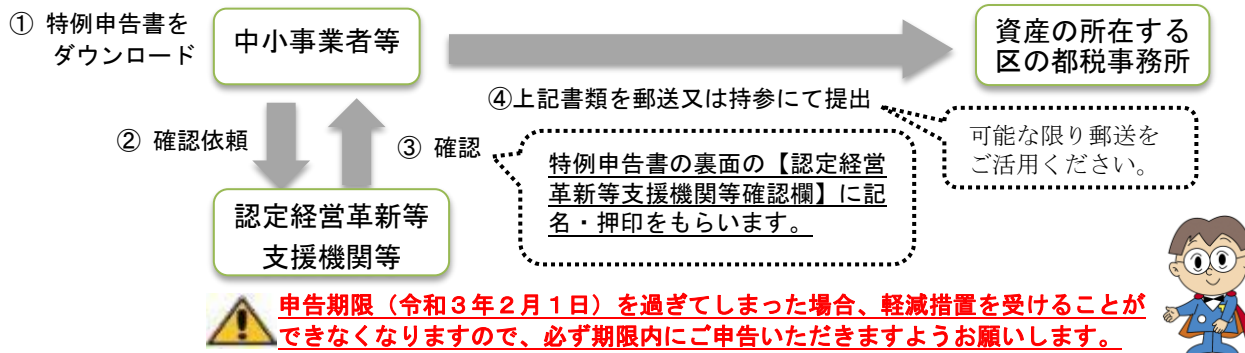 ① 特例申告書を
ダウンロード
中小事業者等
資産の所在する
区の都税事務所
④上記書類を郵送又は持参にて提出
可能な限り郵送を
ご活用ください。
② 確認依頼
③ 確認
特例申告書の裏面の【認定経営
革新等支援機関等確認欄】に記
名・押印をもらいます。
認定経営革新等
支援機関等
申告期限（令和３年２月１日）を過ぎてしまった場合、軽減措置を受けることが
できなくなりますので、必ず期限内にご申告いただきますようお願いします。